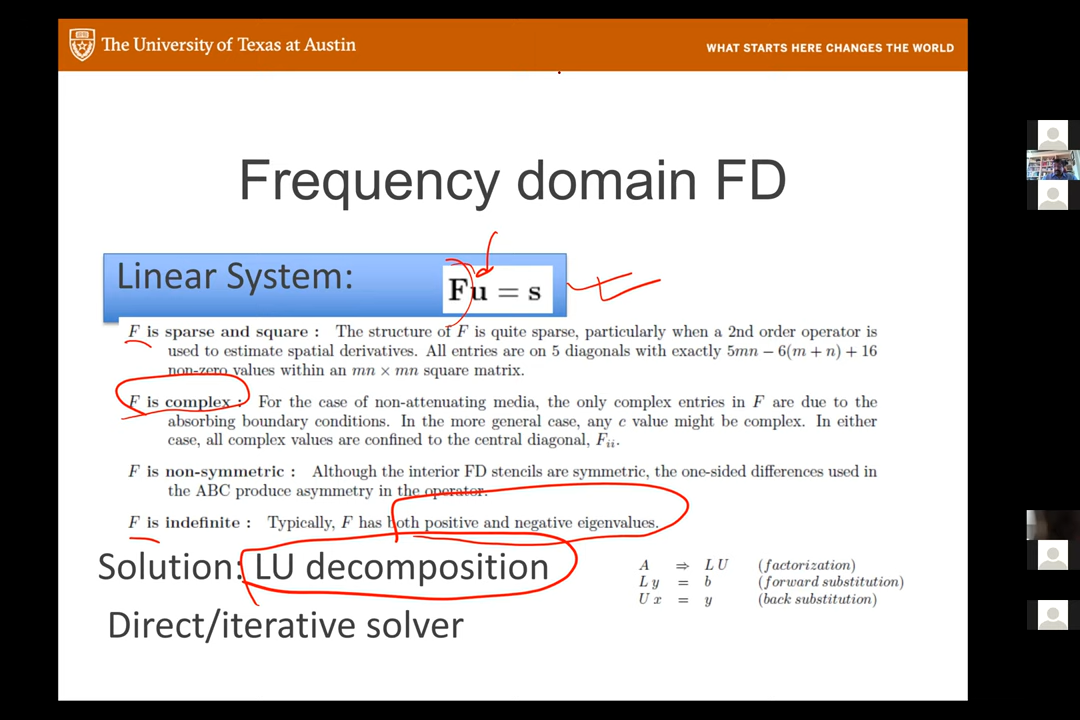 The University of Texas at Austin
WHAT STARTS HERE CHANGES THE WORLD
Frequency domain FD
Linear System:
Fu = s
F is sparse and square : The structure of F is quite sparse, particularly when a 2nd order operator is
used to estimate spatial derivatives. All entries are on 5 diagonals with exactly 5mn − 6(m + n) + 16
non-zero values within an mn × mn square matrix.
F is complex : For the case of non-attenuating media, the only complex entries in F are due to the
absorbing boundary conditions. In the more general case, any c value might be complex. In either
case, all complex values are confined to the central diagonal, Fᵢᵢ.
F is non-symmetric : Although the interior FD stencils are symmetric, the one-sided differences used in
the ABC produce asymmetry in the operator.
F is indefinite : Typically, F has both positive and negative eigenvalues.
Solution: LU decomposition
Direct/iterative solver
A ⇒ L U (factorization)
L y = b (forward substitution)
U x = y (back substitution)